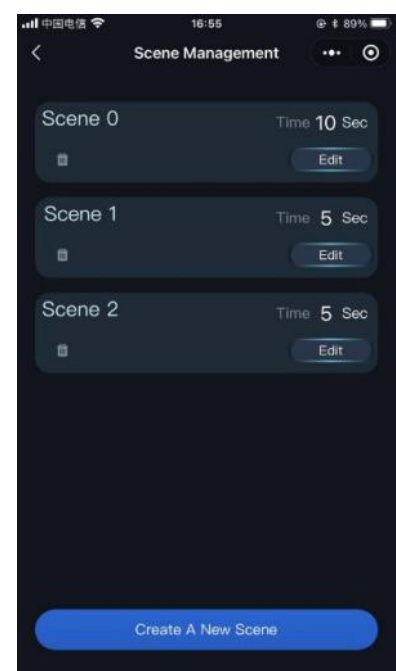 中国电信 16:55 89%
Scene Management
Scene 0 Time 10 Sec
Edit
Scene 1 Time 5 Sec
Edit
Scene 2 Time 5 Sec
Edit
Create A New Scene